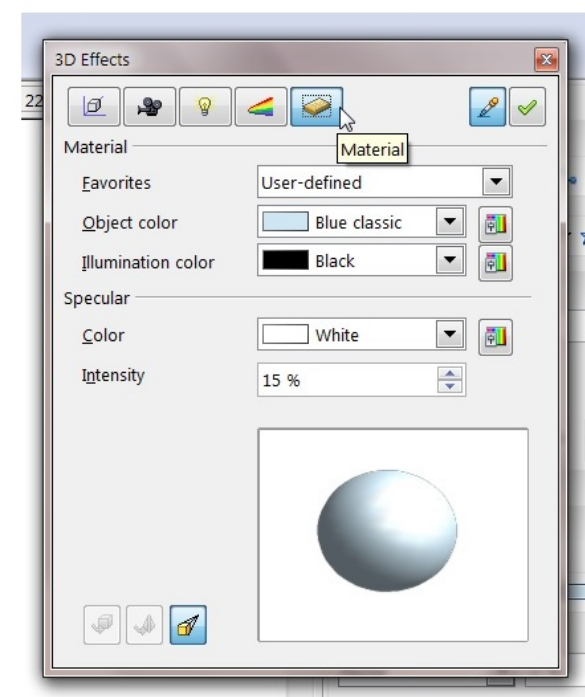 3D Effects
22
Material
Material
Favorites User-defined
Object color Blue classic
Illumination color Black
Specular
Color White
Intensity 15 %